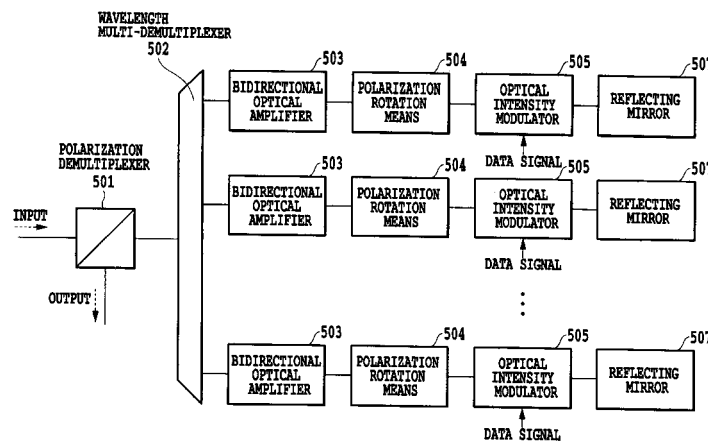 WAVELENGTH
MULTI-DEMULTIPLEXER
502
503
504
505
507
BIDIRECTIONAL
OPTICAL
AMPLIFIER
POLARIZATION
ROTATION
MEANS
OPTICAL
INTENSITY
MODULATOR
REFLECTING
MIRROR
DATA SIGNAL
POLARIZATION
DEMULTIPLEXER
501
503
504
505
507
BIDIRECTIONAL
OPTICAL
AMPLIFIER
POLARIZATION
ROTATION
MEANS
OPTICAL
INTENSITY
MODULATOR
REFLECTING
MIRROR
INPUT
DATA SIGNAL
OUTPUT
503
504
505
507
BIDIRECTIONAL
OPTICAL
AMPLIFIER
POLARIZATION
ROTATION
MEANS
OPTICAL
INTENSITY
MODULATOR
REFLECTING
MIRROR
DATA SIGNAL